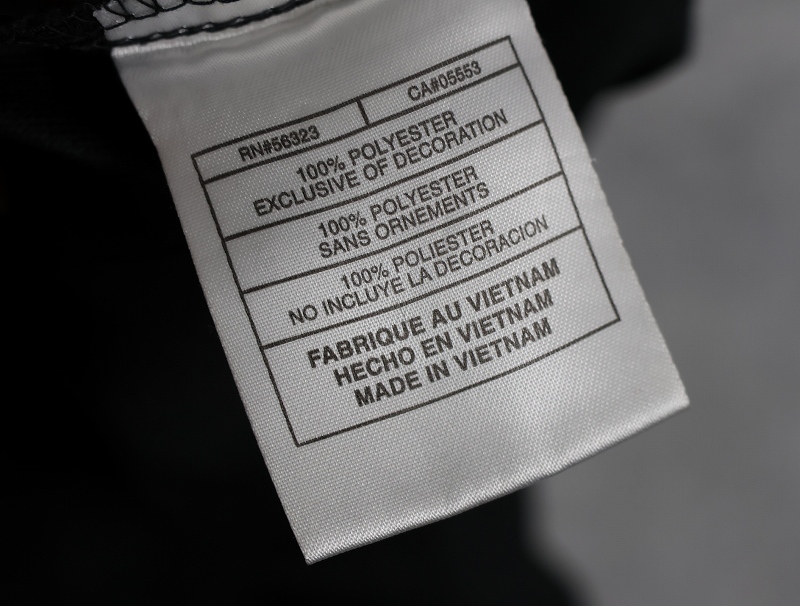 RN#56323 CA#05553
100% POLYESTER
EXCLUSIVE OF DECORATION
100% POLYESTER
SANS ORNEMENTS
100% POLIESTER
NO INCLUYE LA DECORACION
FABRIQUE AU VIETNAM
HECHO EN VIETNAM
MADE IN VIETNAM